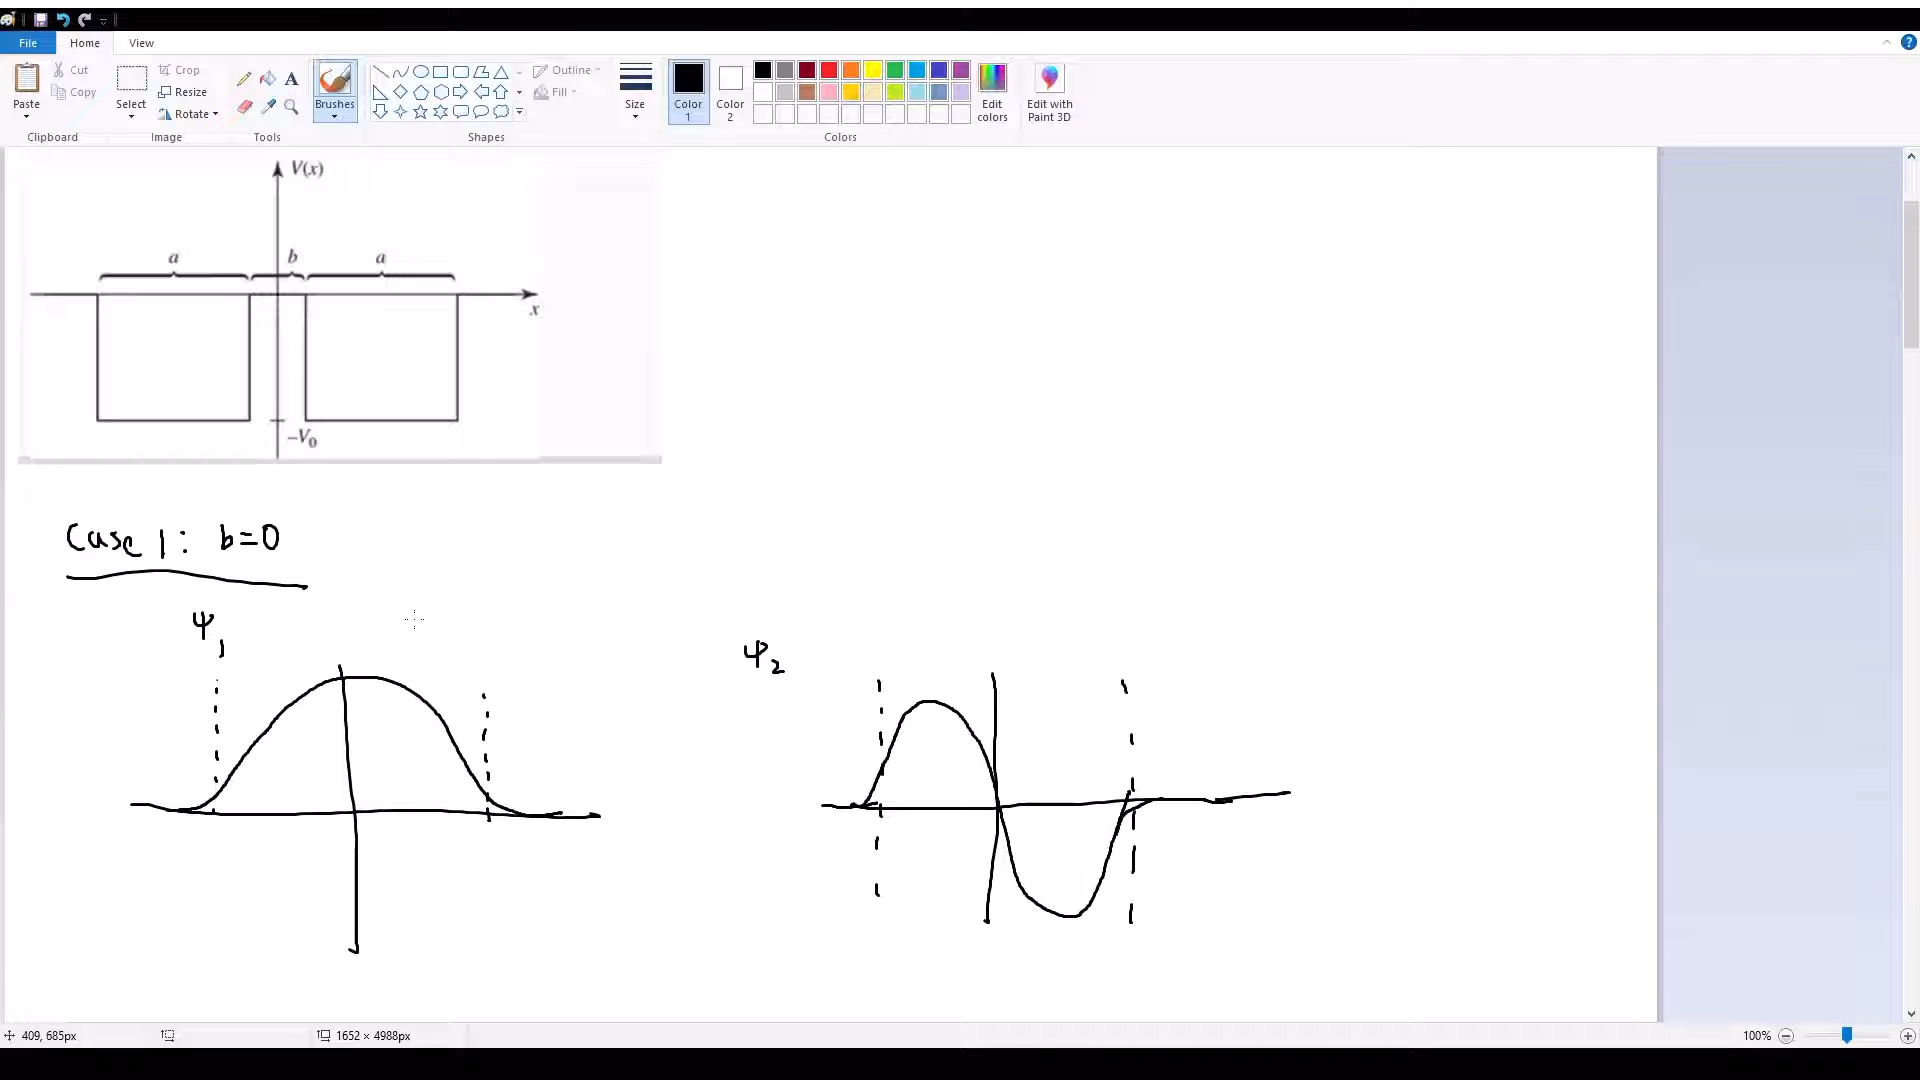 File Home View
Paste
Cut
Copy
Clipboard
Select
Crop
Resize
Rotate
Image
A
Tools
Brushes
Shapes
Outline
Fill
Size
Color 1
Color 2
Colors
Edit colors
Edit with Paint 3D
V(x)
a b a
x
–V₀
Case 1: b=0
ψ₁
ψ₂
409, 685px
1652 × 4988px
100%